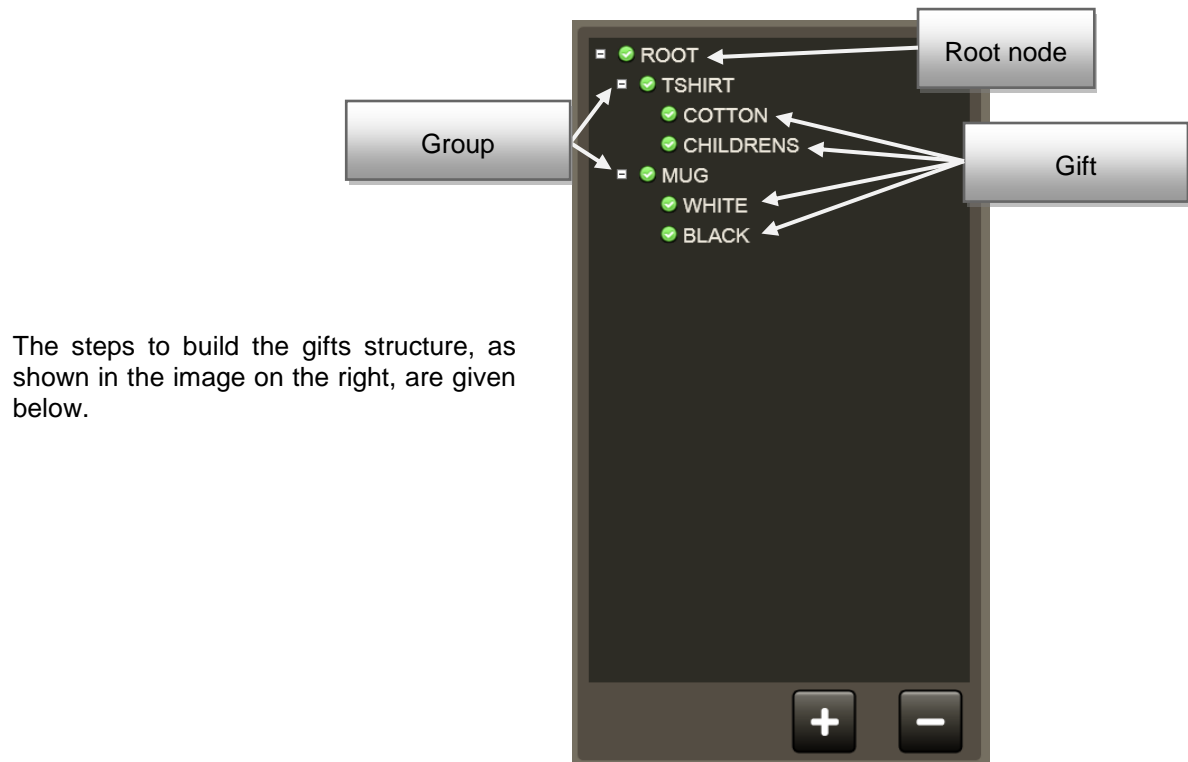 ROOT
Root node
TSHIRT
COTTON
Group
CHILDRENS
Gift
MUG
WHITE
BLACK
The steps to build the gifts structure, as
shown in the image on the right, are given
below.